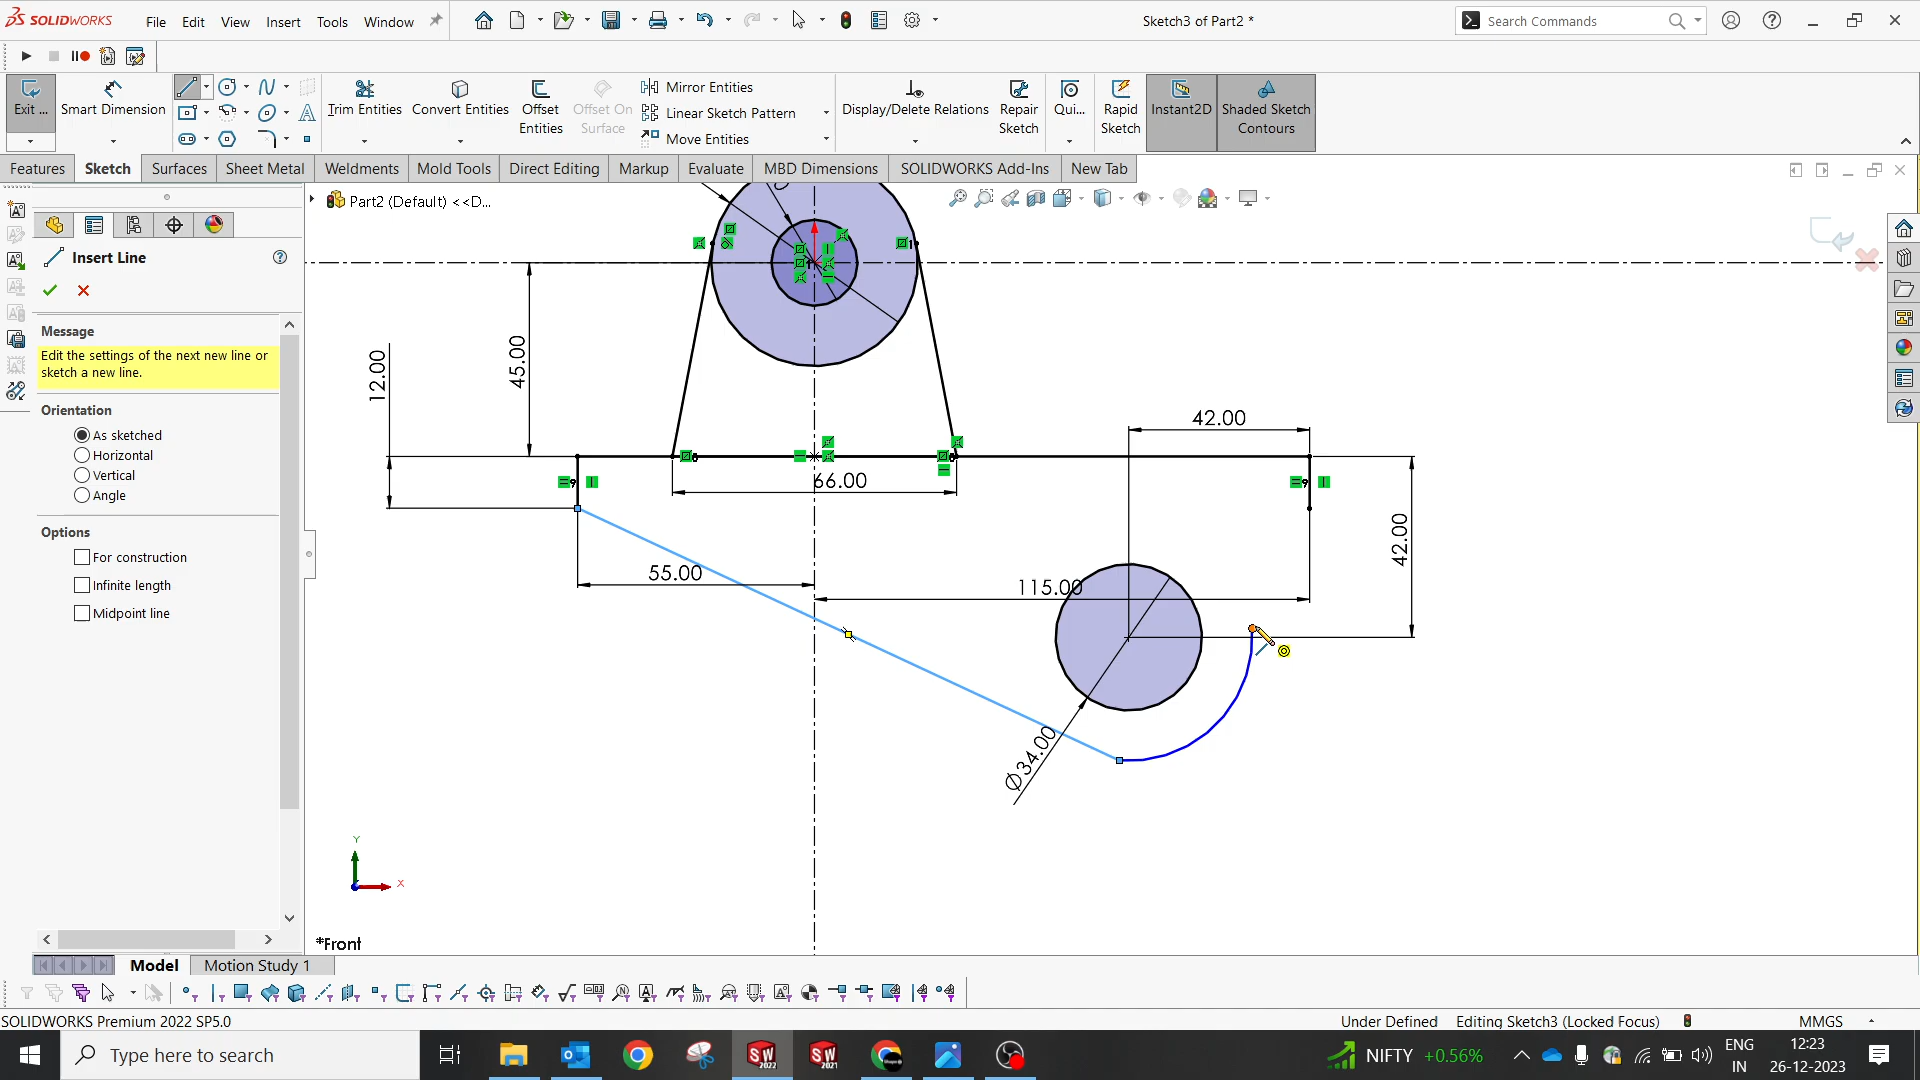 SOLIDWORKS
File Edit View Insert Tools Window
Sketch3 of Part2 *
Search Commands
Exit ...
Smart Dimension
Trim Entities
Convert Entities
Offset Entities
Offset On Surface
Mirror Entities
Linear Sketch Pattern
Move Entities
Display/Delete Relations
Repair Sketch
Qui...
Rapid Sketch
Instant2D
Shaded Sketch Contours
Features Sketch Surfaces Sheet Metal Weldments Mold Tools Direct Editing Markup Evaluate MBD Dimensions SOLIDWORKS Add-Ins New Tab
Part2 (Default) <<D...
Insert Line
Message
Edit the settings of the next new line or
sketch a new line.
Orientation
As sketched
Horizontal
Vertical
Angle
Options
For construction
Infinite length
Midpoint line
12.00
45.00
66.00
42.00
42.00
55.00
115.00
Ø34.00
Y
X
*Front
Model Motion Study 1
SOLIDWORKS Premium 2022 SP5.0
Under Defined Editing Sketch3 (Locked Focus) MMGS
Type here to search
SW 2022
SW 2021
NIFTY +0.56%
ENG
IN
12:23
26-12-2023